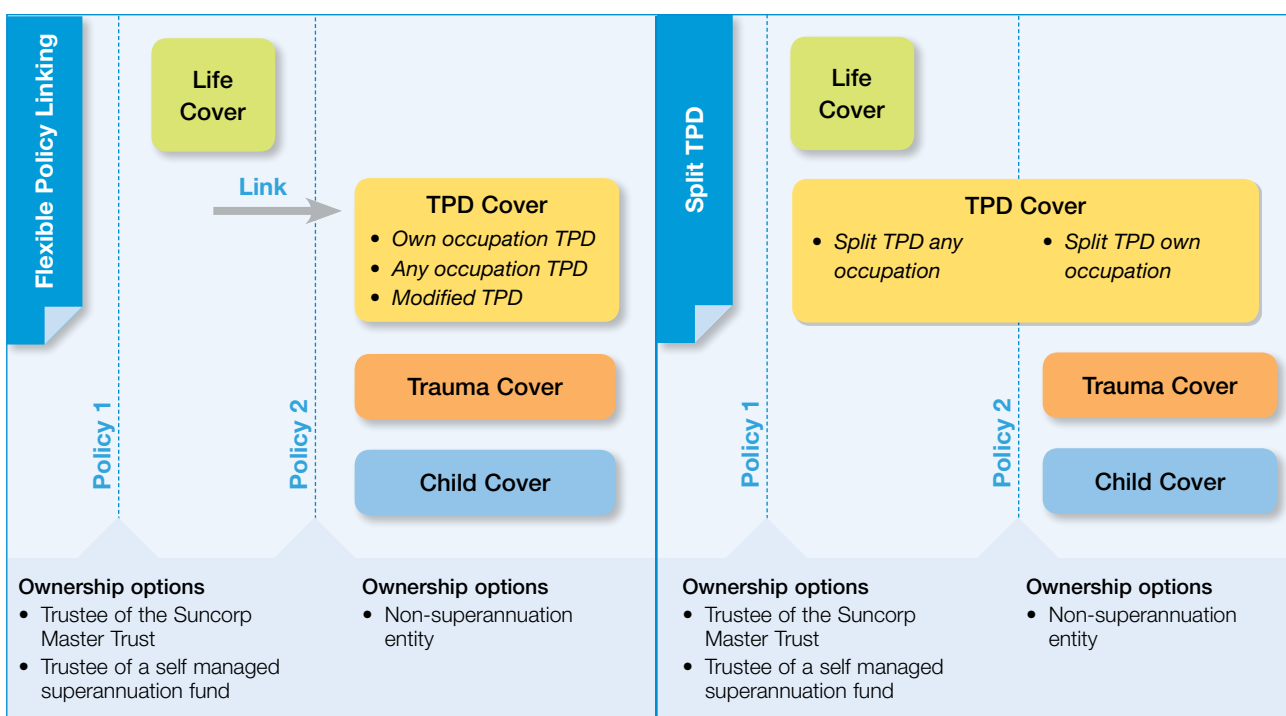 Flexible Policy Linking
Life
Cover
Link
TPD Cover
• Own occupation TPD
• Any occupation TPD
• Modified TPD
Trauma Cover
Child Cover
Policy 1
Policy 2
Ownership options
• Trustee of the Suncorp
Master Trust
• Trustee of a self managed
superannuation fund
Ownership options
• Non-superannuation
entity
Split TPD
Life
Cover
TPD Cover
• Split TPD any
occupation
• Split TPD own
occupation
Trauma Cover
Child Cover
Policy 1
Policy 2
Ownership options
• Trustee of the Suncorp
Master Trust
• Trustee of a self managed
superannuation fund
Ownership options
• Non-superannuation
entity